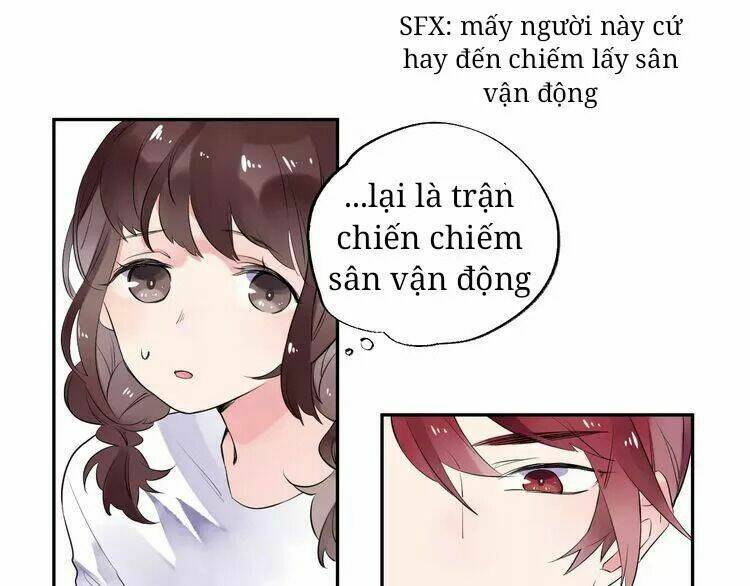 SFX: mấy người này cứ
hay đến chiếm lấy sân
vận động
...lại là trận
chiến chiếm
sân vận động